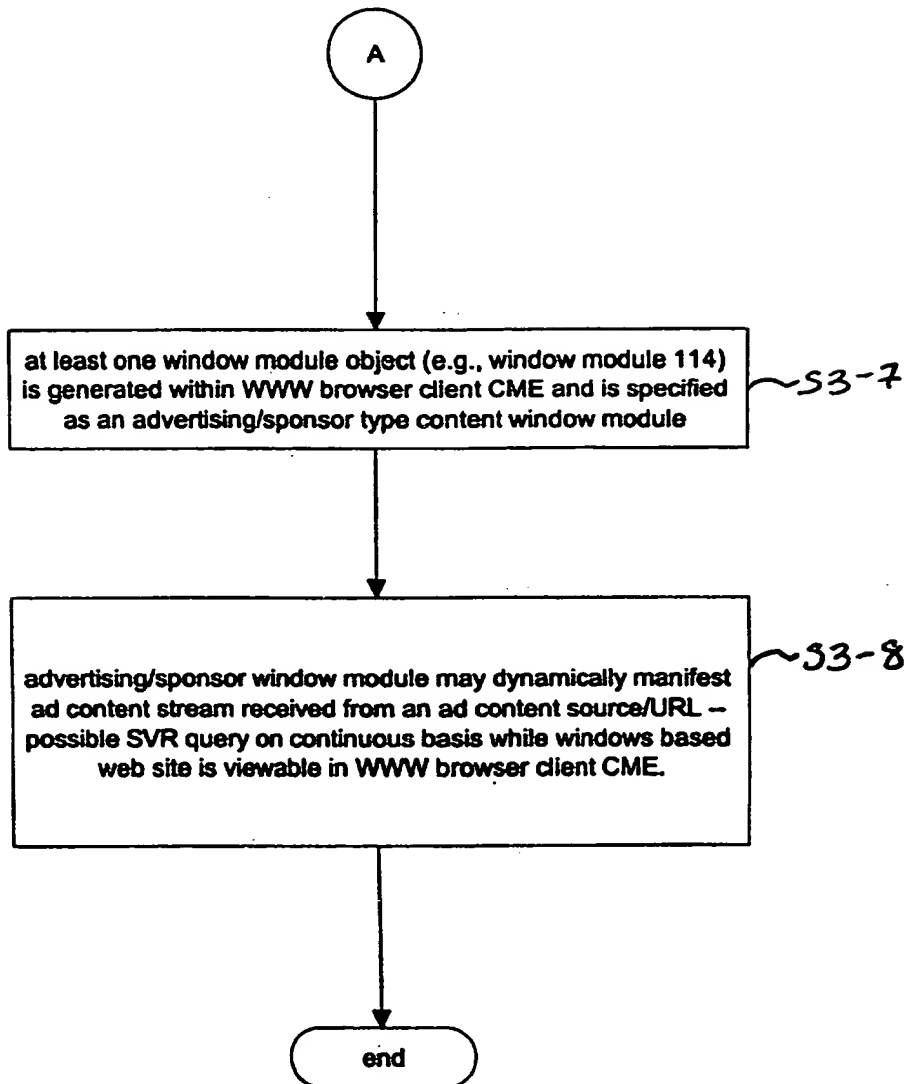 A
at least one window module object (e.g., window module 114)
is generated within WWW browser client CME and is specified
as an advertising/sponsor type content window module
S3-7
advertising/sponsor window module may dynamically manifest
ad content stream received from an ad content source/URL –
possible SVR query on continuous basis while windows based
web site is viewable in WWW browser client CME.
S3-8
end